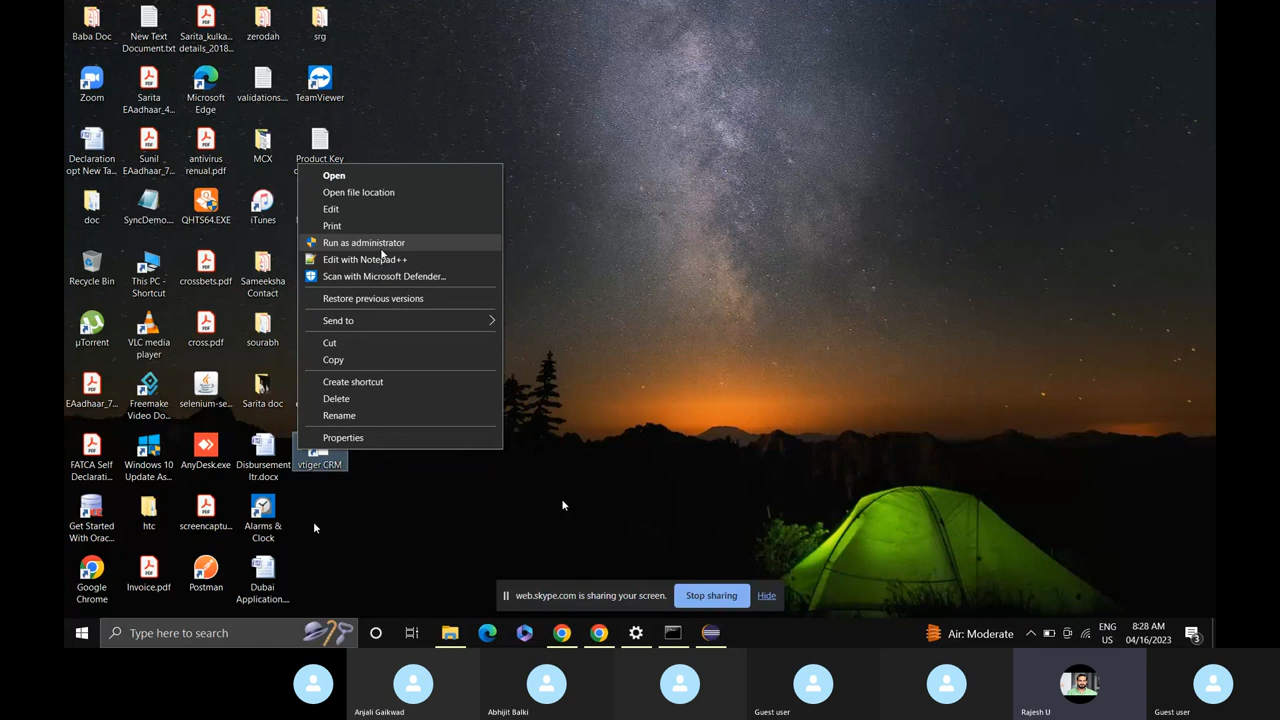 Baba Doc
New Text
Document.txt
Sarita_kulka...
details_2018...
zerodah
srg
Zoom
Sarita
EAadhaar_4...
Microsoft
Edge
validations....
TeamViewer
Declaration
opt New Ta...
Sunil
EAadhaar_7...
antivirus
renual.pdf
MCX
Product Key
doc
SyncDemo....
QHTS64.EXE
iTunes
Recycle Bin
This PC -
Shortcut
crossbets.pdf
Sameeksha
Contact
µTorrent
VLC media
player
cross.pdf
sourabh
EAadhaar_7...
Freemake
Video Do...
selenium-se...
Sarita doc
FATCA Self
Declarati...
Windows 10
Update As...
AnyDesk.exe
Disbursement
ltr.docx
vtiger CRM
Get Started
With Orac...
htc
screencaptu...
Alarms &
Clock
Google
Chrome
Invoice.pdf
Postman
Dubai
Application....
Open
Open file location
Edit
Print
Run as administrator
Edit with Notepad++
Scan with Microsoft Defender...
Restore previous versions
Send to
Cut
Copy
Create shortcut
Delete
Rename
Properties
web.skype.com is sharing your screen.
Stop sharing
Hide
Type here to search
Air: Moderate
ENG
US
8:28 AM
04/16/2023
3
Anjali Gaikwad
Abhijit Balki
Guest user
Rajesh U
Guest user